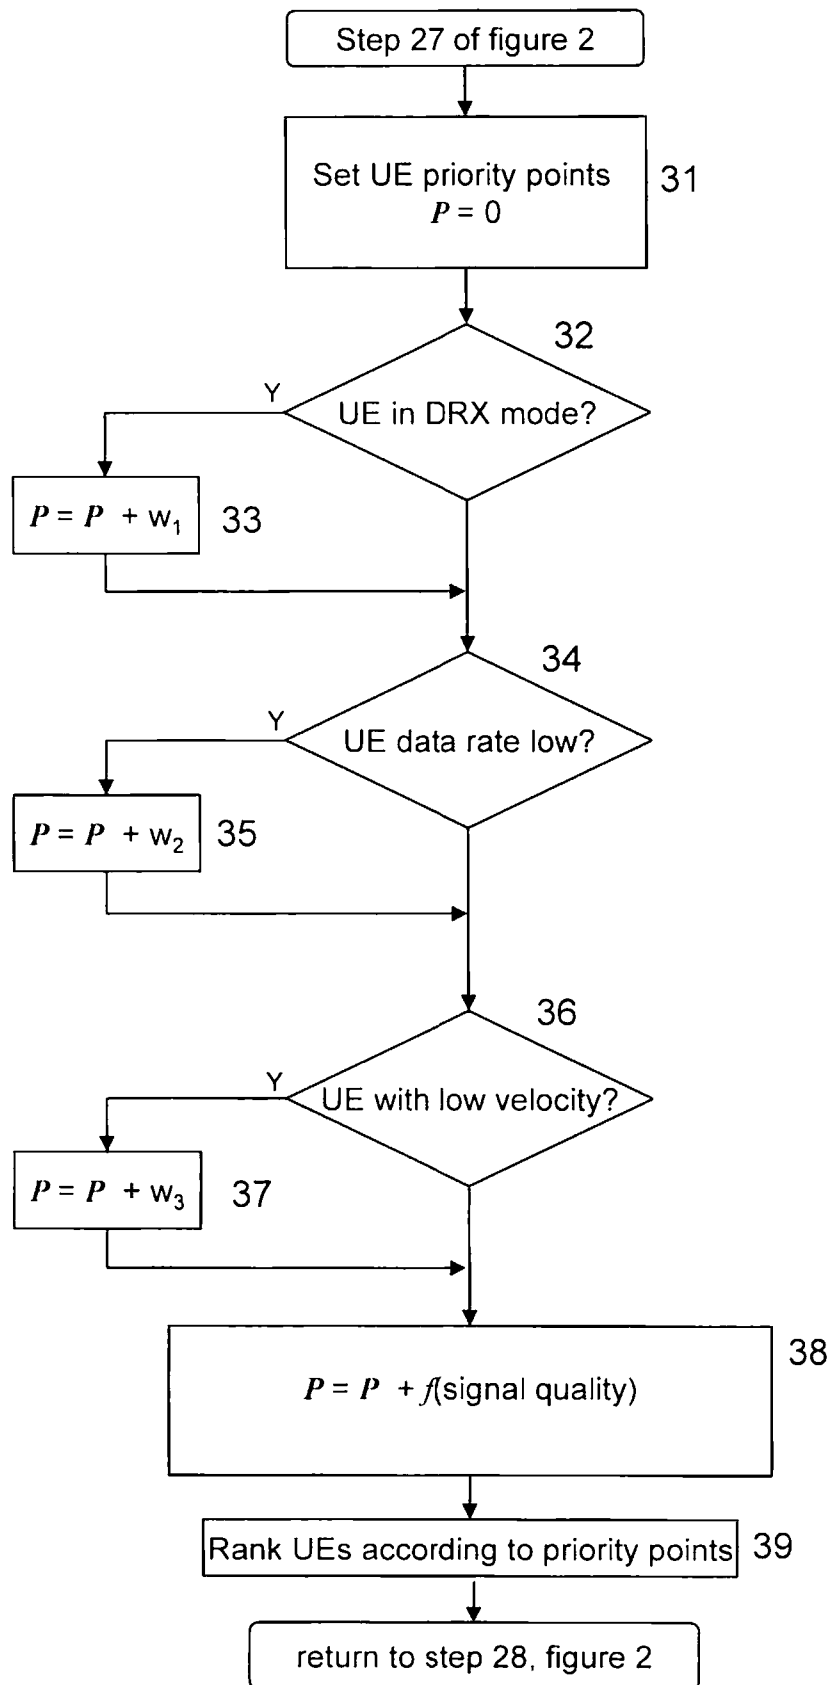 Step 27 of figure 2
Set UE priority points
P = 0
31
32
Y
UE in DRX mode?
P = P + w1
33
34
Y
UE data rate low?
P = P + w2
35
36
Y
UE with low velocity?
P = P + w3
37
38
P = P + f(signal quality)
Rank UEs according to priority points
39
return to step 28, figure 2